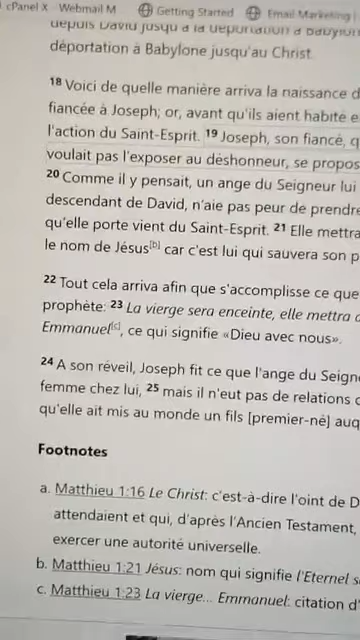 cPanel X - Webmail M Getting Started Email Marketing
depuis David jusqu'à la déportation à Babylon
déportation à Babylone jusqu'au Christ.
18 Voici de quelle manière arriva la naissance d
fiancée à Joseph; or, avant qu'ils aient habité e
l'action du Saint-Esprit. 19 Joseph, son fiancé, q
voulait pas l'exposer au déshonneur, se propos
20 Comme il y pensait, un ange du Seigneur lui
descendant de David, n'aie pas peur de prendre
qu'elle porte vient du Saint-Esprit. 21 Elle mettra
le nom de Jésus[b] car c'est lui qui sauvera son p
22 Tout cela arriva afin que s'accomplisse ce que
prophète: 23 La vierge sera enceinte, elle mettra a
Emmanuel[c], ce qui signifie «Dieu avec nous».
24 A son réveil, Joseph fit ce que l'ange du Seign
femme chez lui, 25 mais il n'eut pas de relations c
qu'elle ait mis au monde un fils [premier-né] auq
Footnotes
a. Matthieu 1:16 Le Christ: c'est-à-dire l'oint de D
attendaient et qui, d'après l'Ancien Testament,
exercer une autorité universelle.
b. Matthieu 1:21 Jésus: nom qui signifie l'Eternel s
c. Matthieu 1:23 La vierge... Emmanuel: citation d'